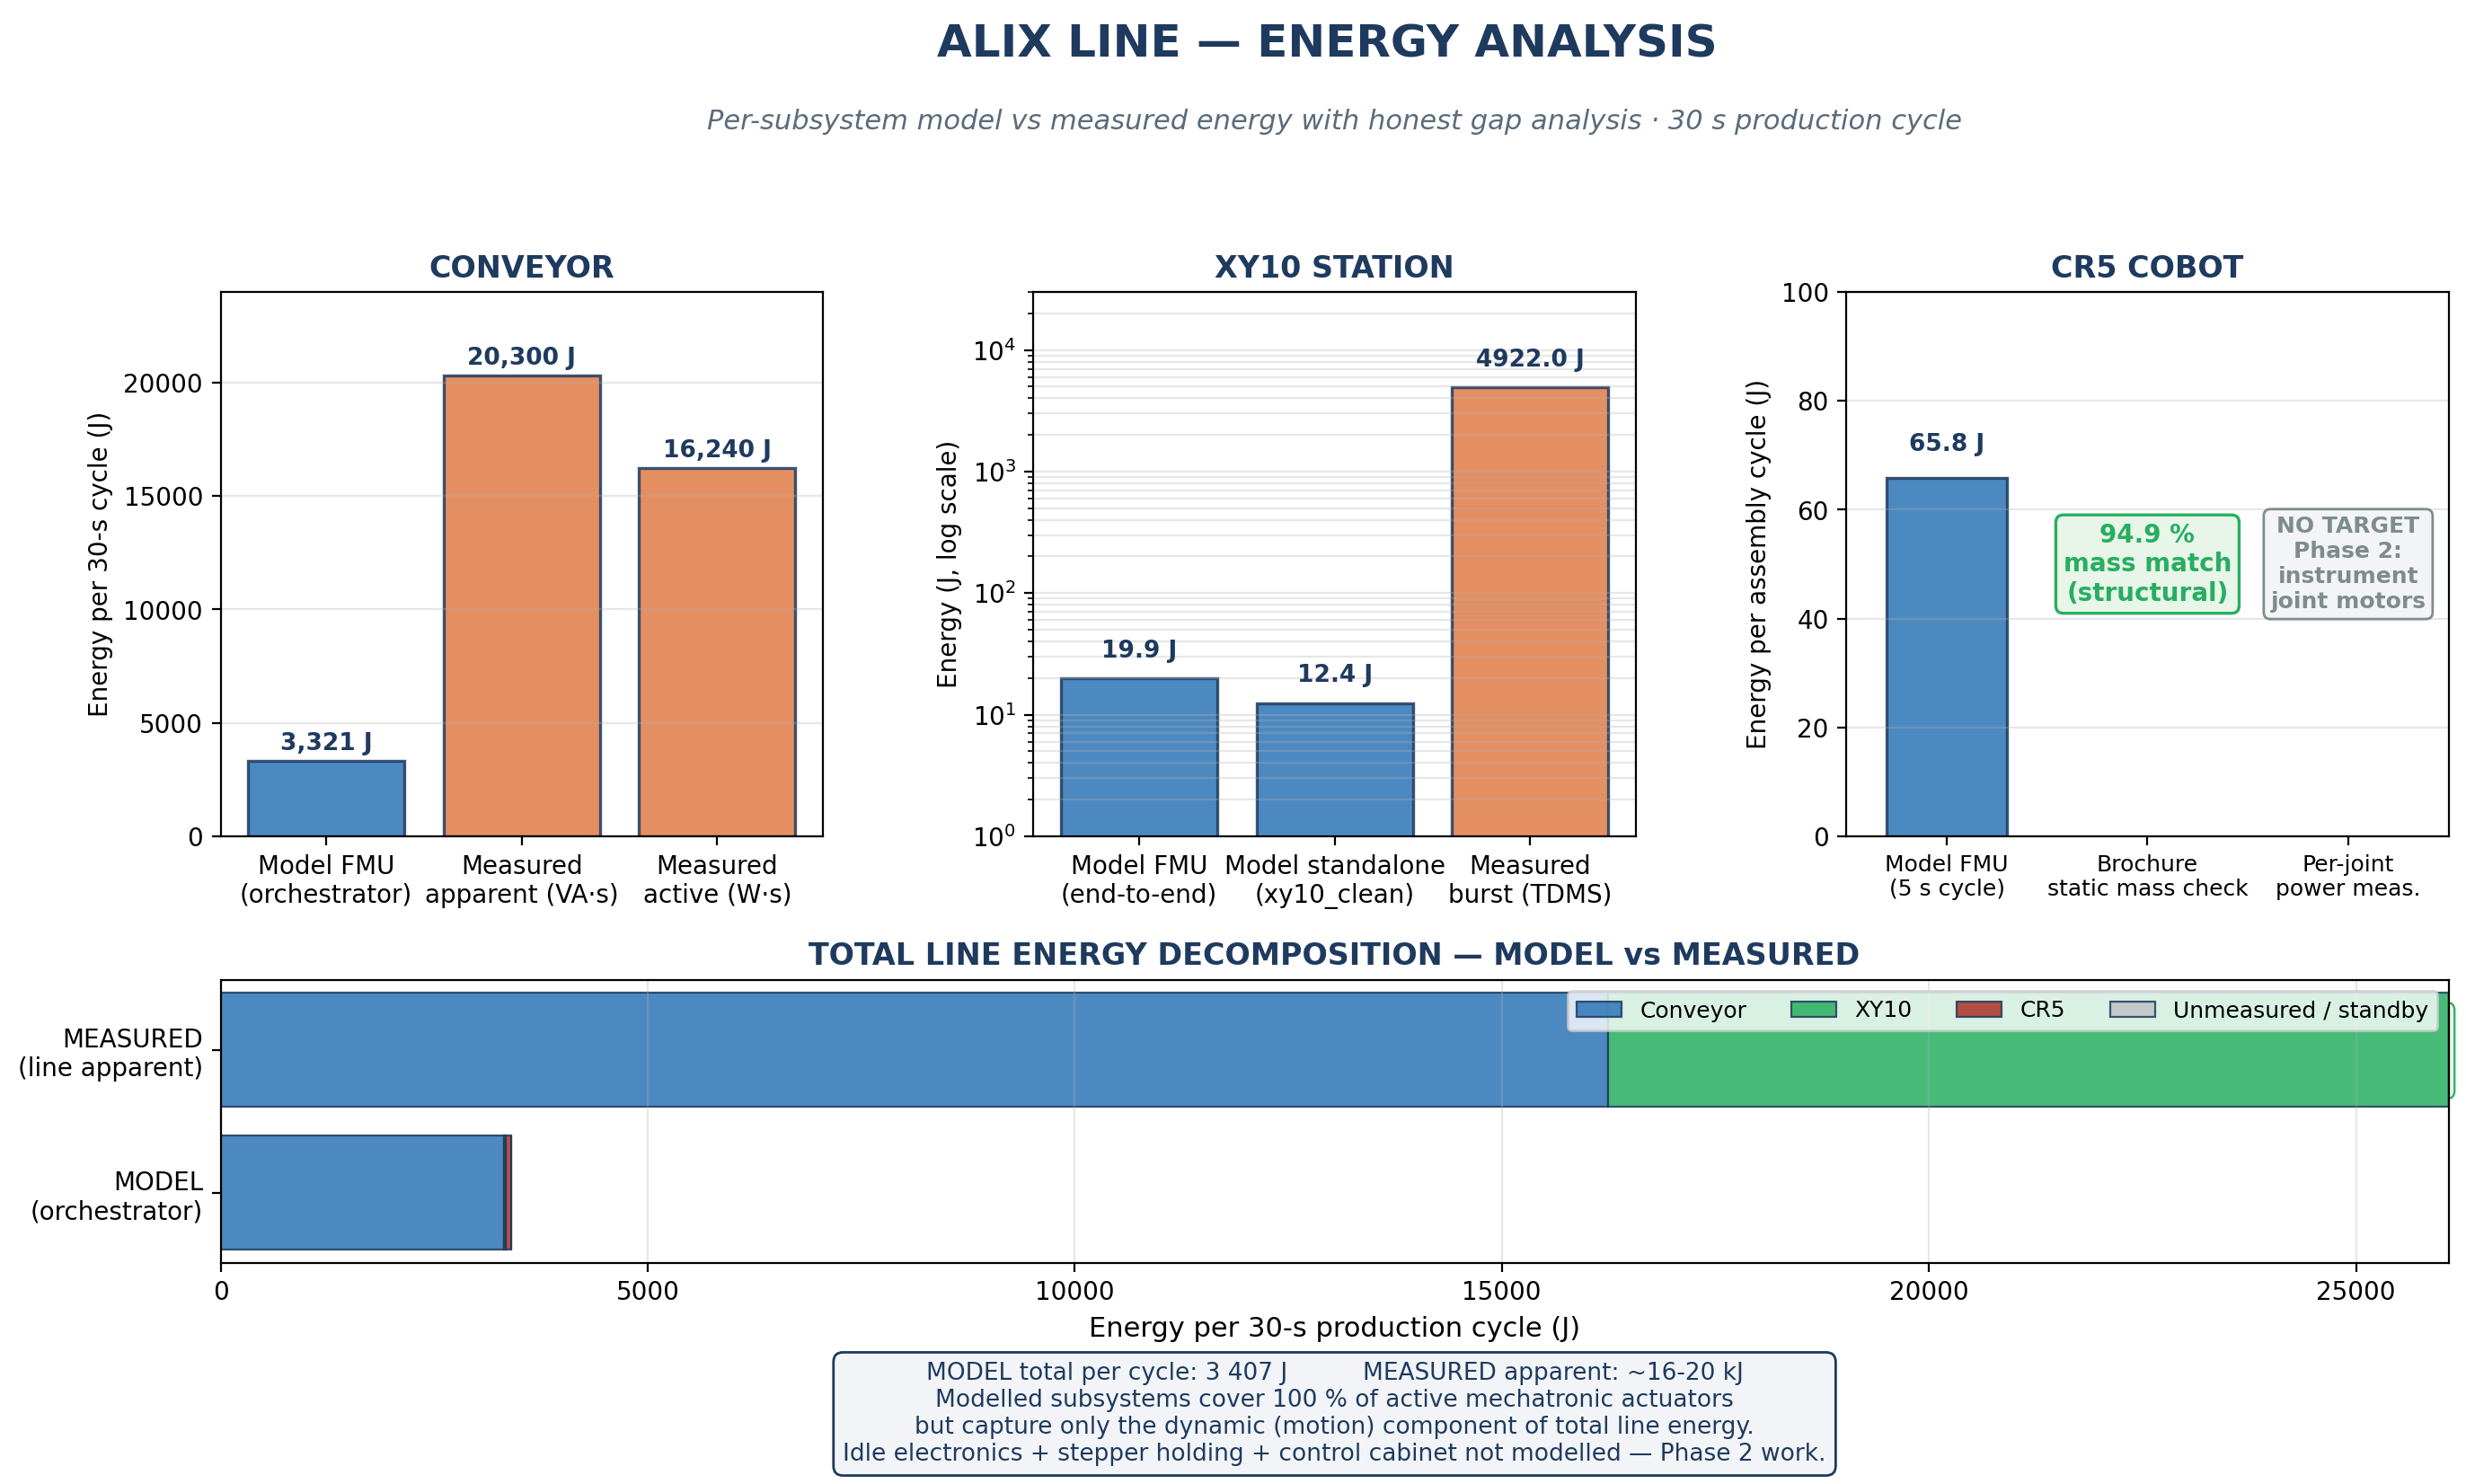 ALIX LINE — ENERGY ANALYSIS
Per-subsystem model vs measured energy with honest gap analysis · 30 s production cycle
CONVEYOR
Energy per 30-s cycle (J)
20000
15000
10000
5000
0
3,321 J
20,300 J
16,240 J
Model FMU
(orchestrator)
Measured
apparent (VA·s)
Measured
active (W·s)
XY10 STATION
Energy (J, log scale)
10⁴
10³
10²
10¹
10⁰
19.9 J
12.4 J
4922.0 J
Model FMU
(end-to-end)
Model standalone
(xy10_clean)
Measured
burst (TDMS)
CR5 COBOT
Energy per assembly cycle (J)
100
80
60
40
20
0
65.8 J
94.9 %
mass match
(structural)
NO TARGET
Phase 2:
instrument
joint motors
Model FMU
(5 s cycle)
Brochure
static mass check
Per-joint
power meas.
TOTAL LINE ENERGY DECOMPOSITION — MODEL vs MEASURED
Conveyor
XY10
CR5
Unmeasured / standby
MEASURED
(line apparent)
MODEL
(orchestrator)
0
5000
10000
15000
20000
25000
Energy per 30-s production cycle (J)
MODEL total per cycle: 3 407 J MEASURED apparent: ~16-20 kJ
Modelled subsystems cover 100 % of active mechatronic actuators
but capture only the dynamic (motion) component of total line energy.
Idle electronics + stepper holding + control cabinet not modelled — Phase 2 work.